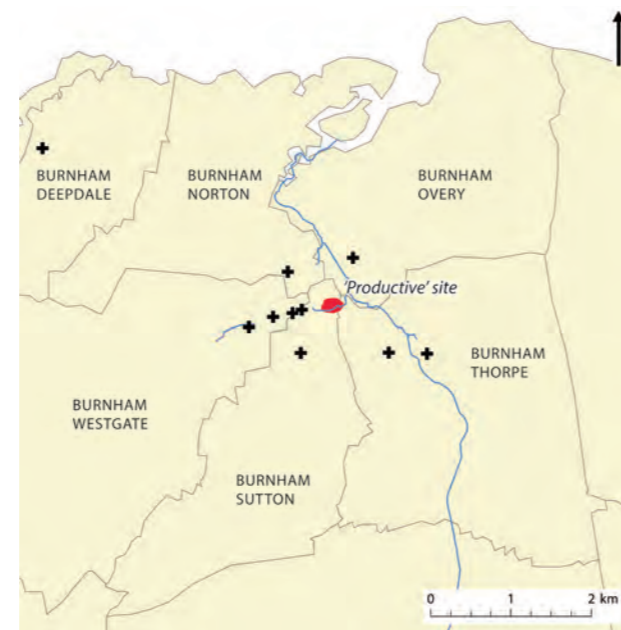 BURNHAM
DEEPDALE
BURNHAM
NORTON
BURNHAM
OVERY
'Productive' site
BURNHAM
THORPE
BURNHAM
WESTGATE
BURNHAM
SUTTON
0 1 2 km